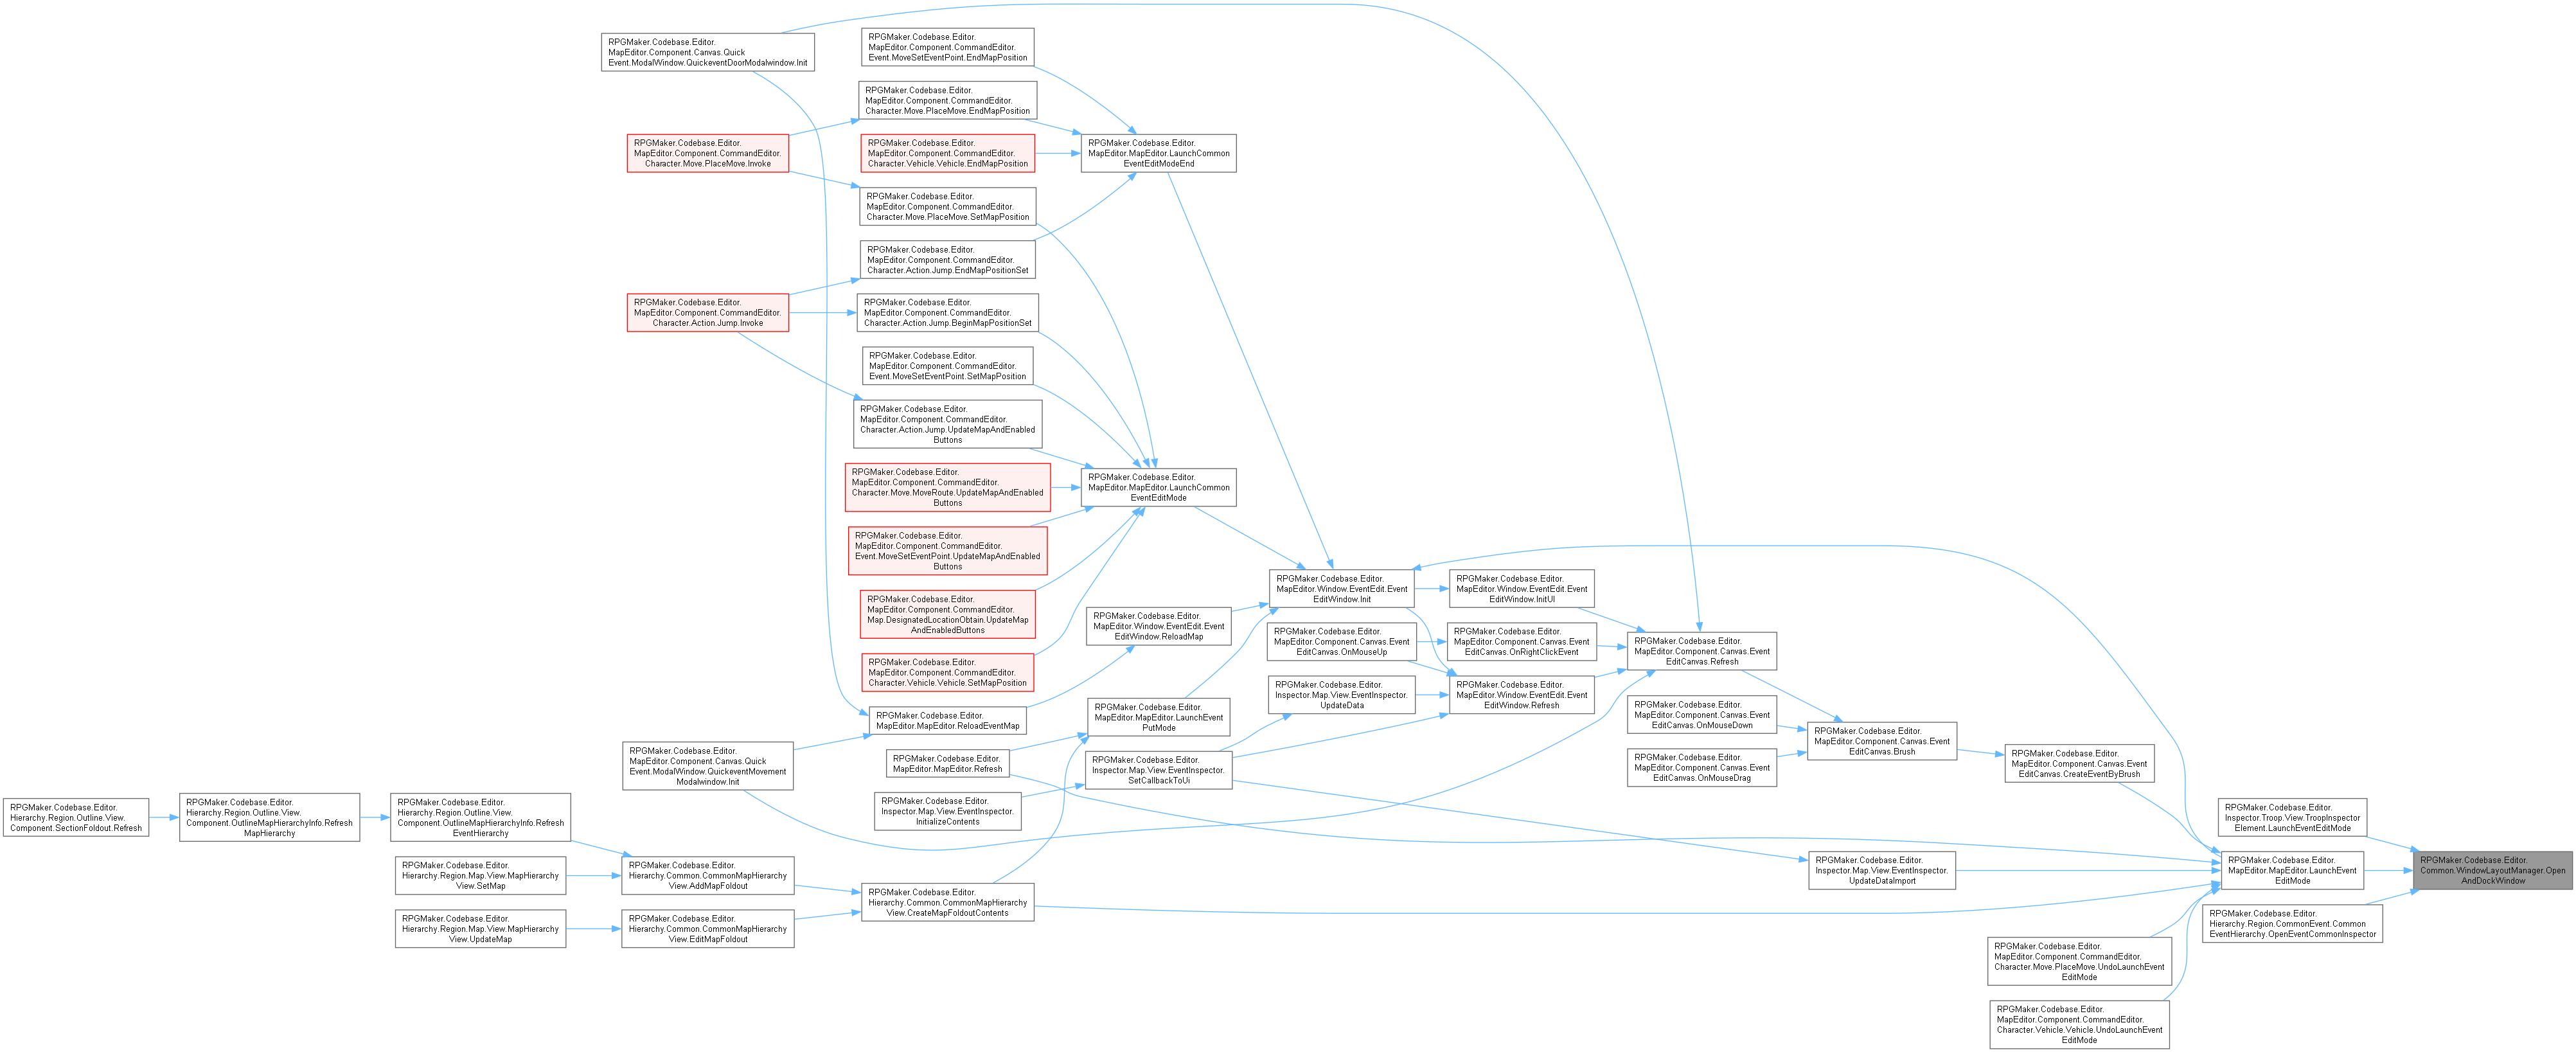 RPGMaker.Codebase.Editor.
MapEditor.Component.Canvas.Quick
Event.ModalWindow.QuickeventDoorModalwindow.Init
RPGMaker.Codebase.Editor.
MapEditor.Component.CommandEditor.
Event.MoveSetEventPoint.EndMapPosition
RPGMaker.Codebase.Editor.
MapEditor.Component.CommandEditor.
Character.Move.PlaceMove.EndMapPosition
RPGMaker.Codebase.Editor.
MapEditor.Component.CommandEditor.
Character.Move.PlaceMove.Invoke
RPGMaker.Codebase.Editor.
MapEditor.Component.CommandEditor.
Character.Vehicle.Vehicle.EndMapPosition
RPGMaker.Codebase.Editor.
MapEditor.MapEditor.LaunchCommon
EventEditModeEnd
RPGMaker.Codebase.Editor.
MapEditor.Component.CommandEditor.
Character.Move.PlaceMove.SetMapPosition
RPGMaker.Codebase.Editor.
MapEditor.Component.CommandEditor.
Character.Action.Jump.EndMapPositionSet
RPGMaker.Codebase.Editor.
MapEditor.Component.CommandEditor.
Character.Action.Jump.Invoke
RPGMaker.Codebase.Editor.
MapEditor.Component.CommandEditor.
Character.Action.Jump.BeginMapPositionSet
RPGMaker.Codebase.Editor.
MapEditor.Component.CommandEditor.
Event.MoveSetEventPoint.SetMapPosition
RPGMaker.Codebase.Editor.
MapEditor.Component.CommandEditor.
Character.Action.Jump.UpdateMapAndEnabled
Buttons
RPGMaker.Codebase.Editor.
MapEditor.Component.CommandEditor.
Character.Move.MoveRoute.UpdateMapAndEnabled
Buttons
RPGMaker.Codebase.Editor.
MapEditor.MapEditor.LaunchCommon
EventEditMode
RPGMaker.Codebase.Editor.
MapEditor.Component.CommandEditor.
Event.MoveSetEventPoint.UpdateMapAndEnabled
Buttons
RPGMaker.Codebase.Editor.
MapEditor.Component.CommandEditor.
Map.DesignatedLocationObtain.UpdateMap
AndEnabledButtons
RPGMaker.Codebase.Editor.
MapEditor.Window.EventEdit.Event
EditWindow.Init
RPGMaker.Codebase.Editor.
MapEditor.Window.EventEdit.Event
EditWindow.InitUI
RPGMaker.Codebase.Editor.
MapEditor.Window.EventEdit.Event
EditWindow.ReloadMap
RPGMaker.Codebase.Editor.
MapEditor.Component.Canvas.Event
EditCanvas.OnMouseUp
RPGMaker.Codebase.Editor.
MapEditor.Component.Canvas.Event
EditCanvas.OnRightClickEvent
RPGMaker.Codebase.Editor.
MapEditor.Component.Canvas.Event
EditCanvas.Refresh
RPGMaker.Codebase.Editor.
MapEditor.Component.CommandEditor.
Character.Vehicle.Vehicle.SetMapPosition
RPGMaker.Codebase.Editor.
Inspector.Map.View.EventInspector.
UpdateData
RPGMaker.Codebase.Editor.
MapEditor.Window.EventEdit.Event
EditWindow.Refresh
RPGMaker.Codebase.Editor.
MapEditor.MapEditor.ReloadEventMap
RPGMaker.Codebase.Editor.
MapEditor.MapEditor.LaunchEvent
PutMode
RPGMaker.Codebase.Editor.
MapEditor.Component.Canvas.Event
EditCanvas.OnMouseDown
RPGMaker.Codebase.Editor.
MapEditor.Component.Canvas.Event
EditCanvas.Brush
RPGMaker.Codebase.Editor.
MapEditor.Component.Canvas.Quick
Event.ModalWindow.QuickeventMovement
Modalwindow.Init
RPGMaker.Codebase.Editor.
MapEditor.MapEditor.Refresh
RPGMaker.Codebase.Editor.
Inspector.Map.View.EventInspector.
SetCallbackToUi
RPGMaker.Codebase.Editor.
MapEditor.Component.Canvas.Event
EditCanvas.OnMouseDrag
RPGMaker.Codebase.Editor.
MapEditor.Component.Canvas.Event
EditCanvas.CreateEventByBrush
RPGMaker.Codebase.Editor.
Hierarchy.Region.Outline.View.
Component.SectionFoldout.Refresh
RPGMaker.Codebase.Editor.
Hierarchy.Region.Outline.View.
Component.OutlineMapHierarchyInfo.Refresh
MapHierarchy
RPGMaker.Codebase.Editor.
Hierarchy.Region.Outline.View.
Component.OutlineMapHierarchyInfo.Refresh
EventHierarchy
RPGMaker.Codebase.Editor.
Inspector.Map.View.EventInspector.
InitializeContents
RPGMaker.Codebase.Editor.
Inspector.Troop.View.TroopInspector
Element.LaunchEventEditMode
RPGMaker.Codebase.Editor.
Hierarchy.Region.Map.View.MapHierarchy
View.SetMap
RPGMaker.Codebase.Editor.
Hierarchy.Common.CommonMapHierarchy
View.AddMapFoldout
RPGMaker.Codebase.Editor.
Hierarchy.Common.CommonMapHierarchy
View.CreateMapFoldoutContents
RPGMaker.Codebase.Editor.
Inspector.Map.View.EventInspector.
UpdateDataImport
RPGMaker.Codebase.Editor.
MapEditor.MapEditor.LaunchEvent
EditMode
RPGMaker.Codebase.Editor.
Common.WindowLayoutManager.Open
AndDockWindow
RPGMaker.Codebase.Editor.
Hierarchy.Region.Map.View.MapHierarchy
View.UpdateMap
RPGMaker.Codebase.Editor.
Hierarchy.Common.CommonMapHierarchy
View.EditMapFoldout
RPGMaker.Codebase.Editor.
Hierarchy.Region.CommonEvent.Common
EventHierarchy.OpenEventCommonInspector
RPGMaker.Codebase.Editor.
MapEditor.Component.CommandEditor.
Character.Move.PlaceMove.UndoLaunchEvent
EditMode
RPGMaker.Codebase.Editor.
MapEditor.Component.CommandEditor.
Character.Vehicle.Vehicle.UndoLaunchEvent
EditMode